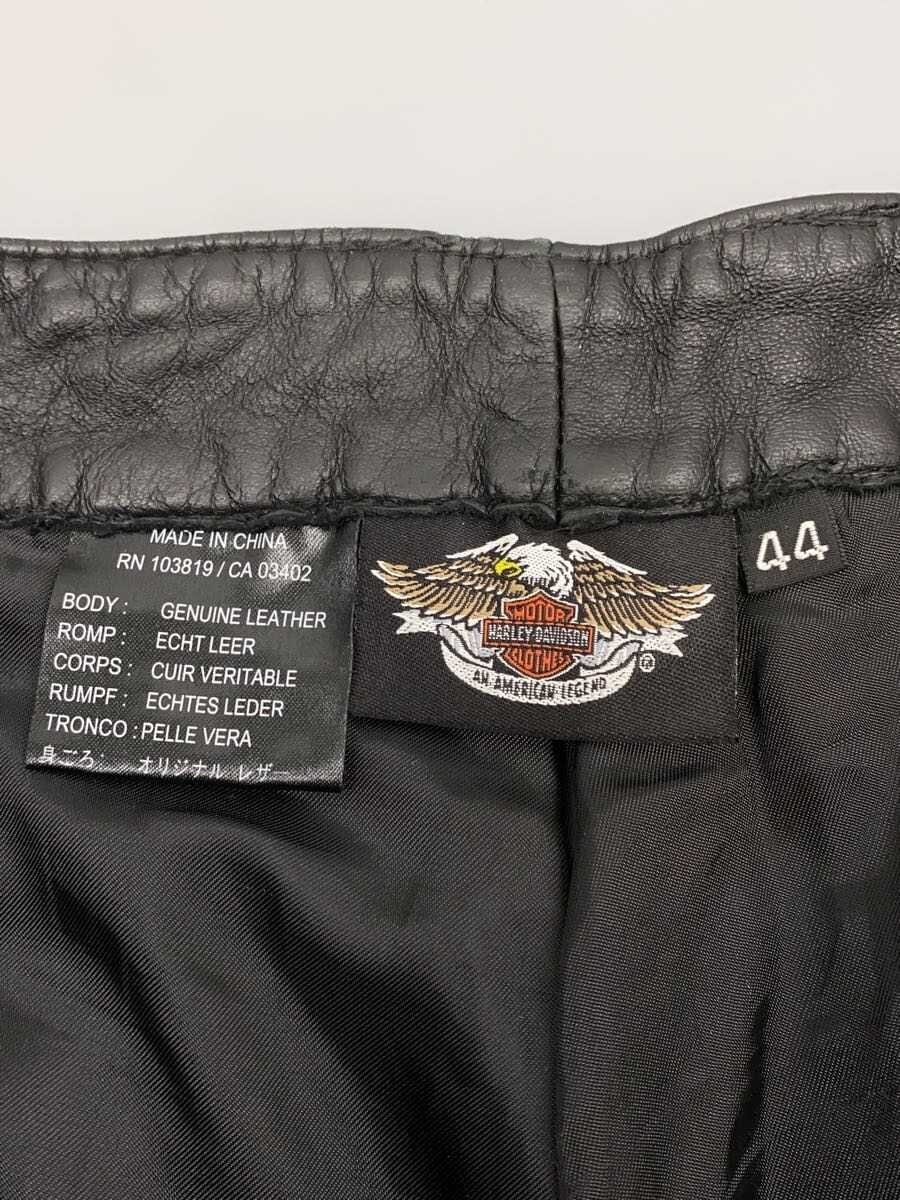 MADE IN CHINA
RN 103819 / CA 03402
BODY : GENUINE LEATHER
ROMP : ECHT LEER
CORPS : CUIR VERITABLE
RUMPF : ECHTES LEDER
TRONCO : PELLE VERA
身ごろ: オリジナル レザー
MOTOR
HARLEY-DAVIDSON
CLOTHES
AN AMERICAN LEGEND
®
44